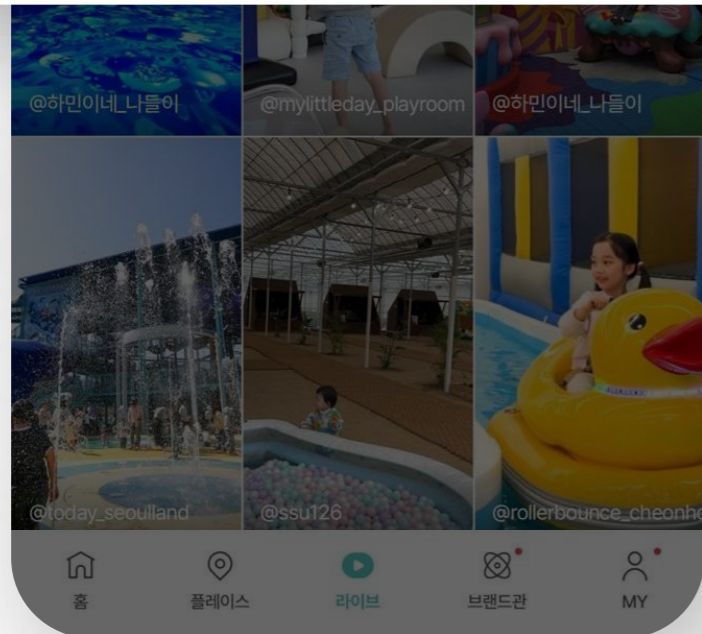 @하민이네_나들이
@mylittleday_playroom
@하민이네_나들이
@today_seoulland
@ssu126
@rollerbounce_cheonho
홈
플레이스
라이브
브랜드관
MY